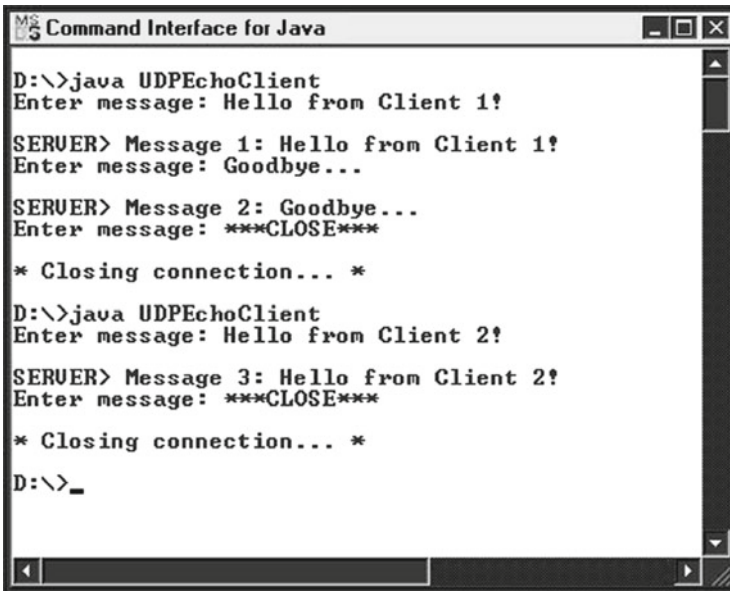 Command Interface for Java
D:\>java UDPEchoClient
Enter message: Hello from Client 1!
SERVER> Message 1: Hello from Client 1!
Enter message: Goodbye...
SERVER> Message 2: Goodbye...
Enter message: ***CLOSE***
* Closing connection... *
D:\>java UDPEchoClient
Enter message: Hello from Client 2!
SERVER> Message 3: Hello from Client 2!
Enter message: ***CLOSE***
* Closing connection... *
D:\>_